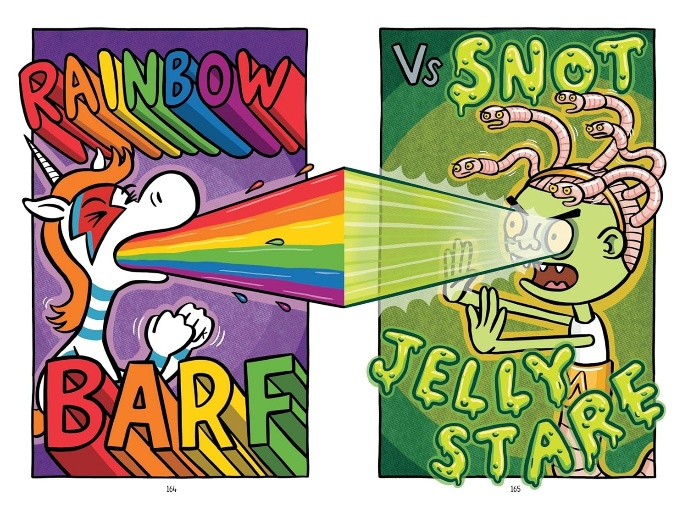 RAINBOW
BARF
164
Vs SNOT
JELLY
STARE
165